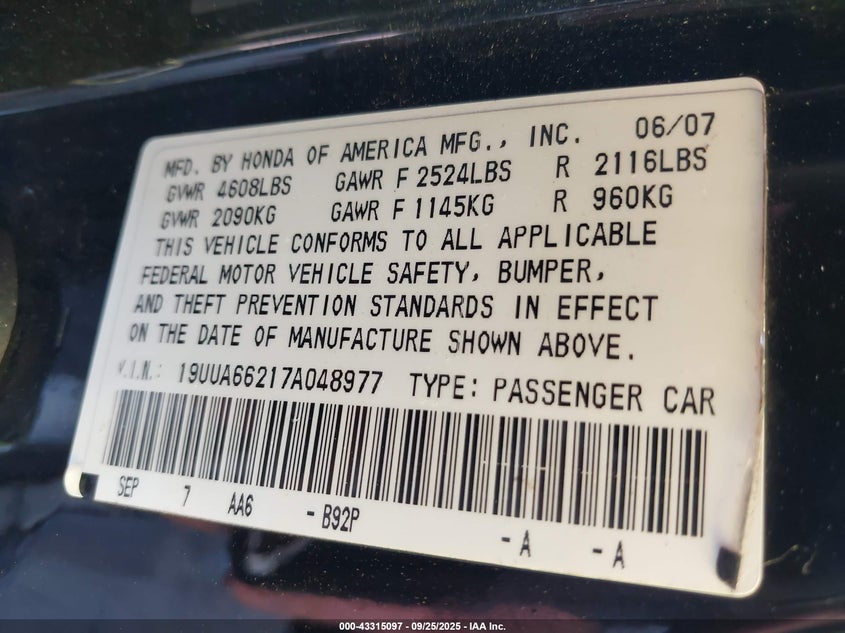 MFD. BY HONDA OF AMERICA MFG., INC. 06/07
GVWR 4608LBS GAWR F 2524LBS R 2116LBS
GVWR 2090KG GAWR F 1145KG R 960KG
THIS VEHICLE CONFORMS TO ALL APPLICABLE
FEDERAL MOTOR VEHICLE SAFETY, BUMPER,
AND THEFT PREVENTION STANDARDS IN EFFECT
ON THE DATE OF MANUFACTURE SHOWN ABOVE.
V.I.N.: 19UUA66217A048977 TYPE: PASSENGER CAR
SEP 7 AA6 - B92P - A - A
000-43315097 - 09/25/2025 - IAA Inc.